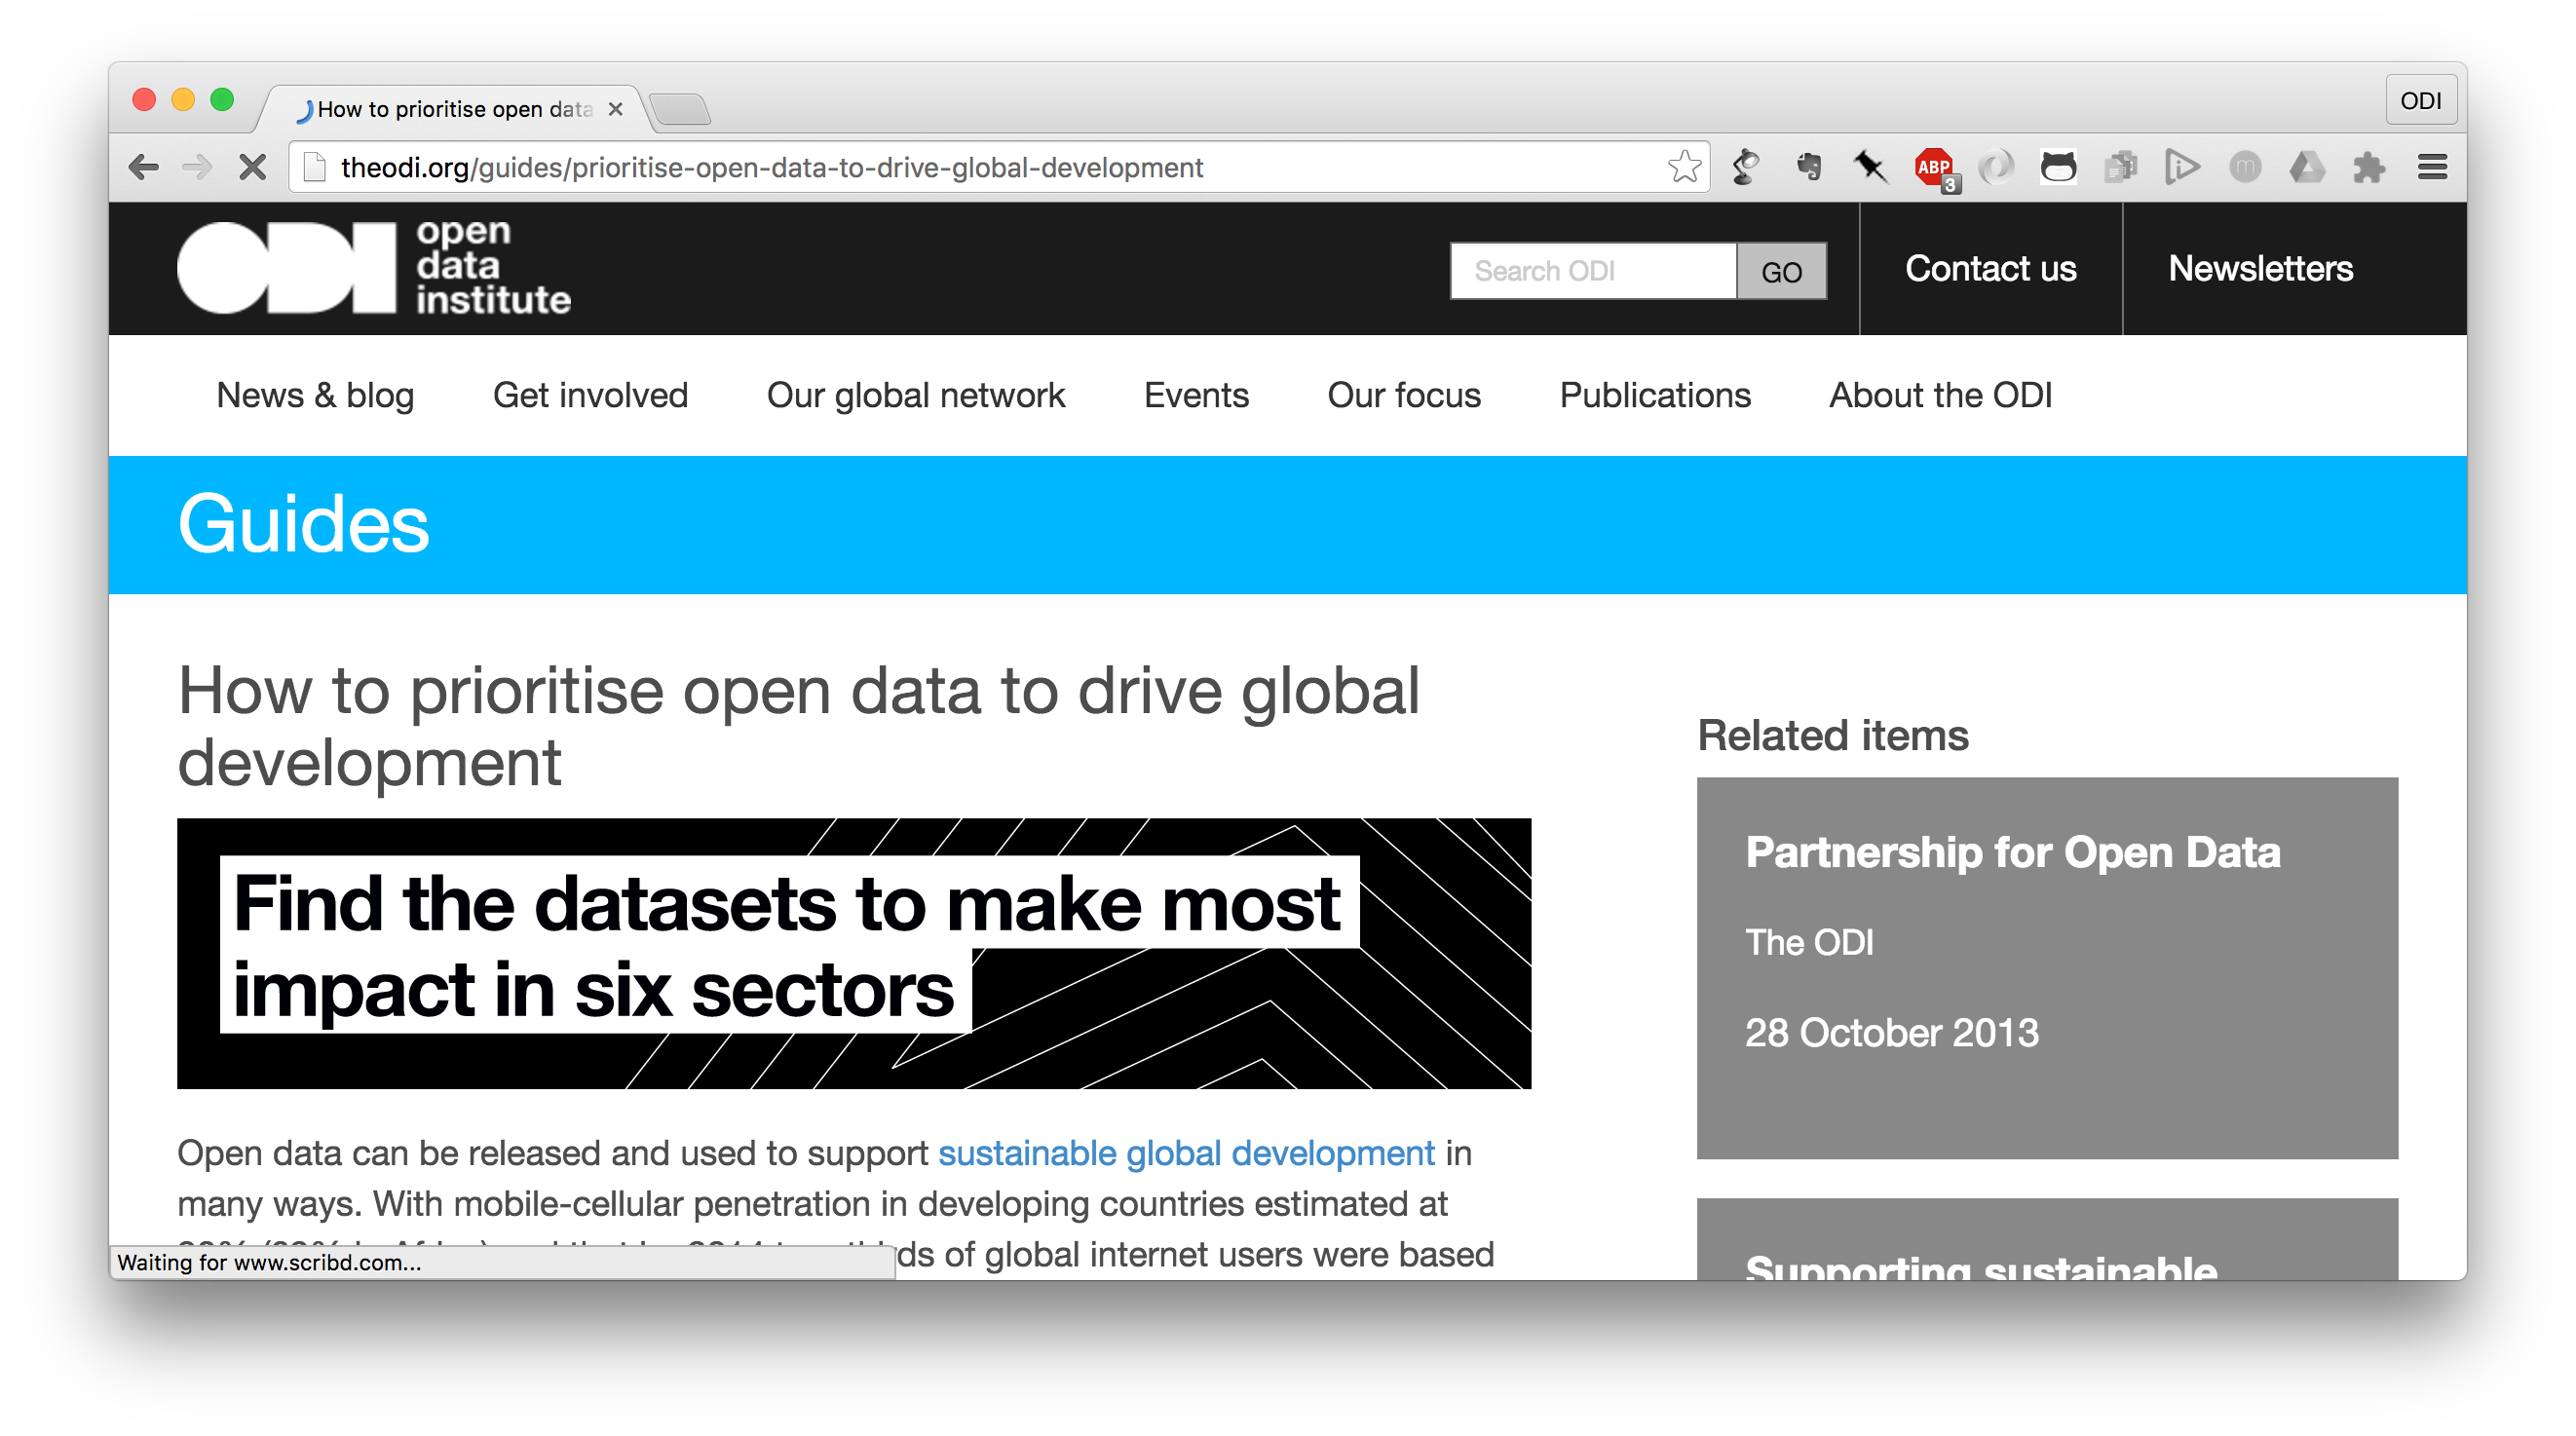 How to prioritise open data
ODI
theodi.org/guides/prioritise-open-data-to-drive-global-development
ABP
3
m
ODI
open
data
institute
Search ODI
GO
Contact us
Newsletters
News & blog
Get involved
Our global network
Events
Our focus
Publications
About the ODI
Guides
How to prioritise open data to drive global
development
Find the datasets to make most
impact in six sectors
Open data can be released and used to support sustainable global development in
many ways. With mobile-cellular penetration in developing countries estimated at
of global internet users were based
Waiting for www.scribd.com...
Related items
Partnership for Open Data
The ODI
28 October 2013
Supporting sustainable